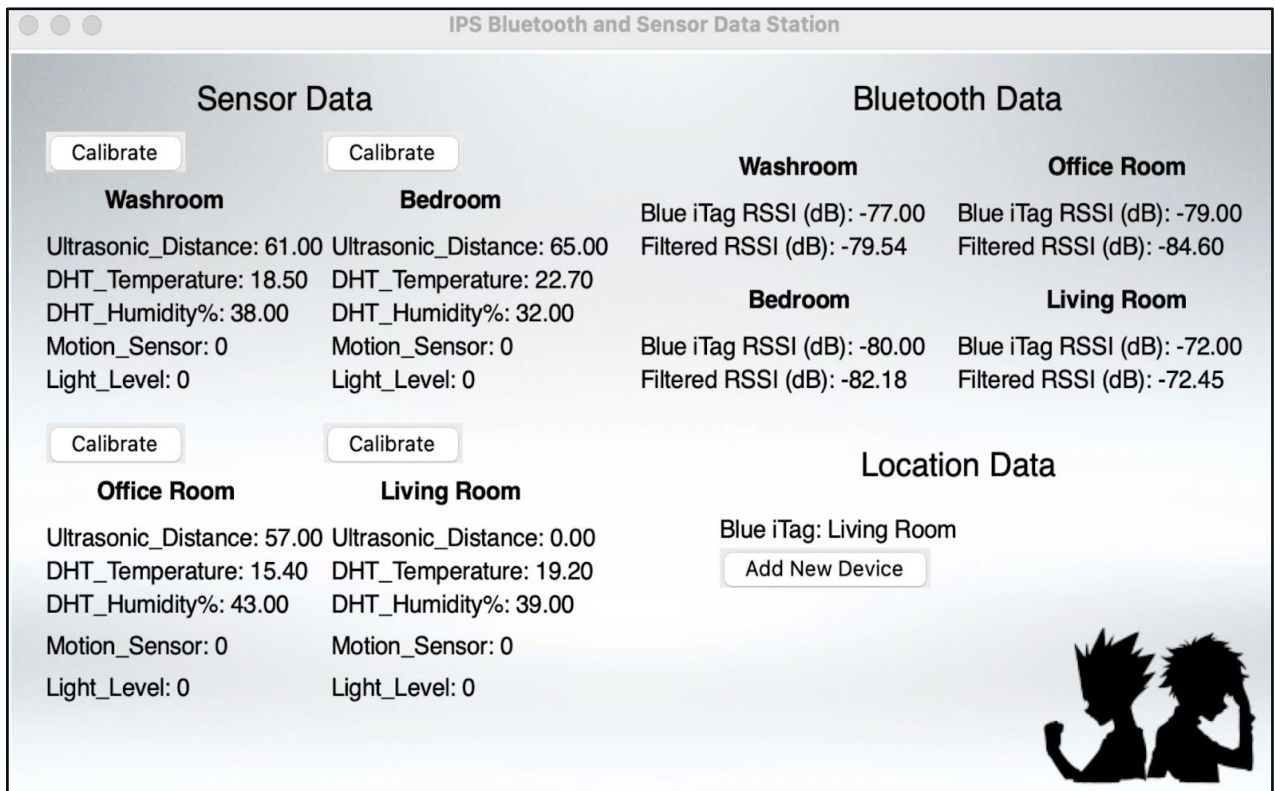 IPS Bluetooth and Sensor Data Station
Sensor Data
Calibrate
Calibrate
Washroom
Bedroom
Ultrasonic_Distance: 61.00
DHT_Temperature: 18.50
DHT_Humidity%: 38.00
Motion_Sensor: 0
Light_Level: 0
Ultrasonic_Distance: 65.00
DHT_Temperature: 22.70
DHT_Humidity%: 32.00
Motion_Sensor: 0
Light_Level: 0
Calibrate
Calibrate
Office Room
Living Room
Ultrasonic_Distance: 57.00
DHT_Temperature: 15.40
DHT_Humidity%: 43.00
Motion_Sensor: 0
Light_Level: 0
Ultrasonic_Distance: 0.00
DHT_Temperature: 19.20
DHT_Humidity%: 39.00
Motion_Sensor: 0
Light_Level: 0
Bluetooth Data
Washroom
Blue iTag RSSI (dB): -77.00
Filtered RSSI (dB): -79.54
Office Room
Blue iTag RSSI (dB): -79.00
Filtered RSSI (dB): -84.60
Bedroom
Blue iTag RSSI (dB): -80.00
Filtered RSSI (dB): -82.18
Living Room
Blue iTag RSSI (dB): -72.00
Filtered RSSI (dB): -72.45
Location Data
Blue iTag: Living Room
Add New Device